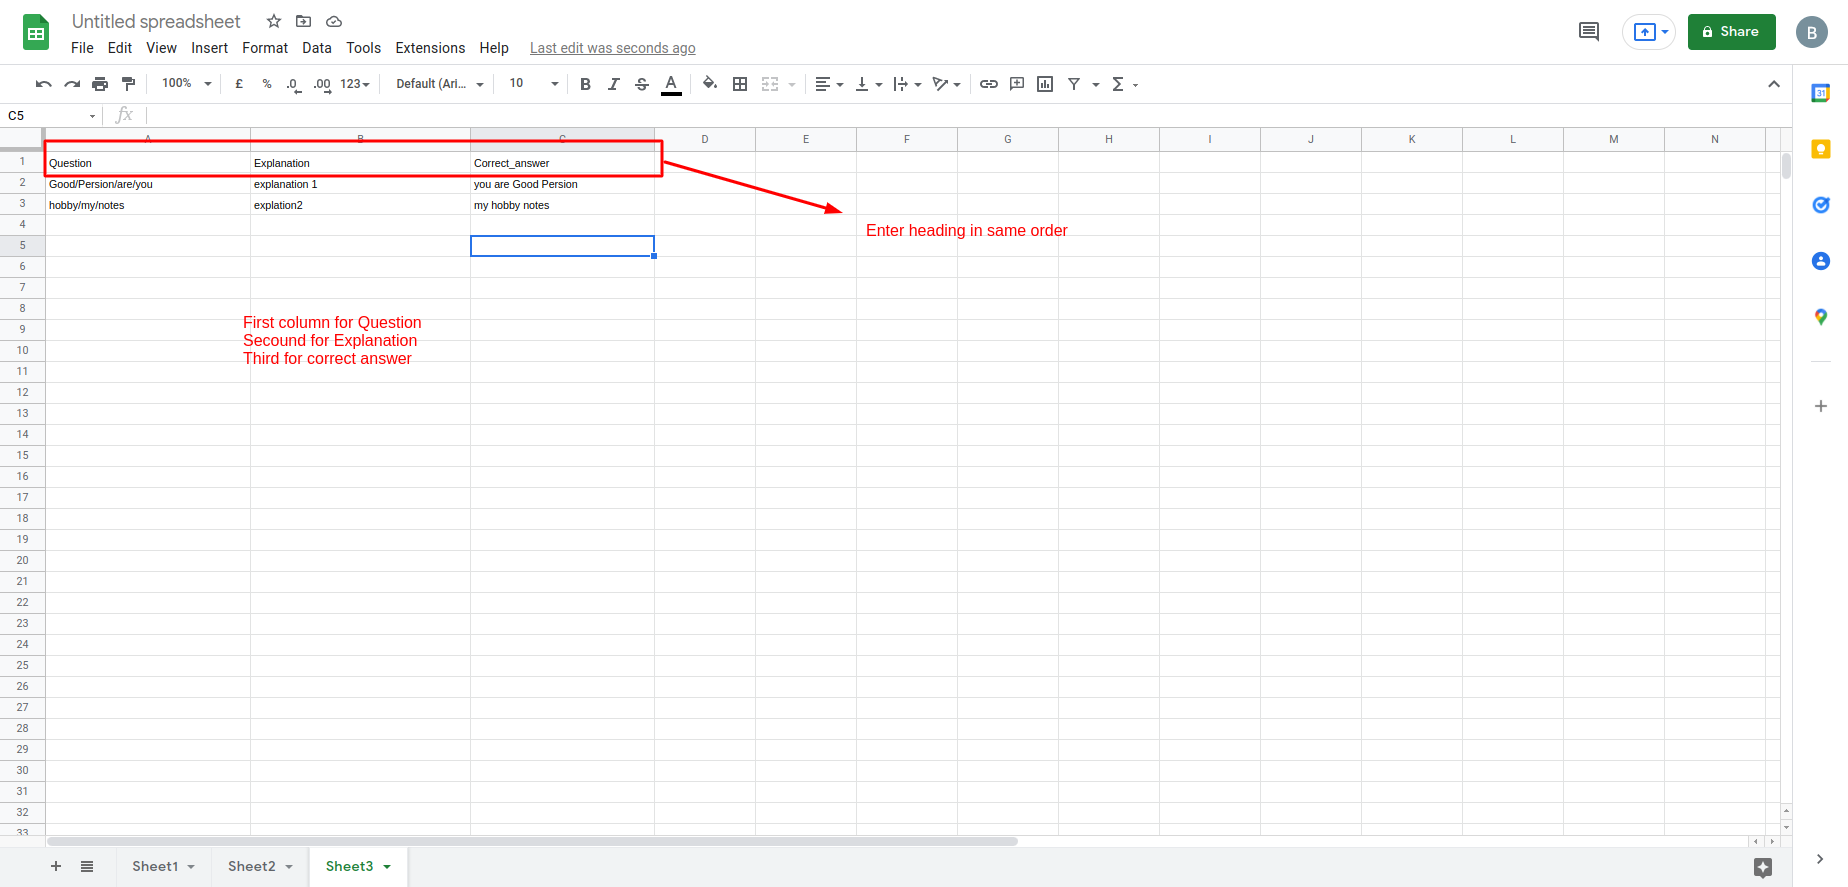 Untitled spreadsheet
File Edit View Insert Format Data Tools Extensions Help Last edit was seconds ago
Share
B
100% £ % .0 .00 123 Default (Ari... 10 B I S A Σ
31
C5 fx
A B C D E F G H I J K L M N
1 Question Explanation Correct_answer
2 Good/Persion/are/you explanation 1 you are Good Persion
3 hobby/my/notes explation2 my hobby notes
Enter heading in same order
4
5
6
7
8
9
10
First column for Question
Secound for Explanation
Third for correct answer
11
12
13
14
15
16
17
18
19
20
21
22
23
24
25
26
27
28
29
30
31
32
33
Sheet1 Sheet2 Sheet3